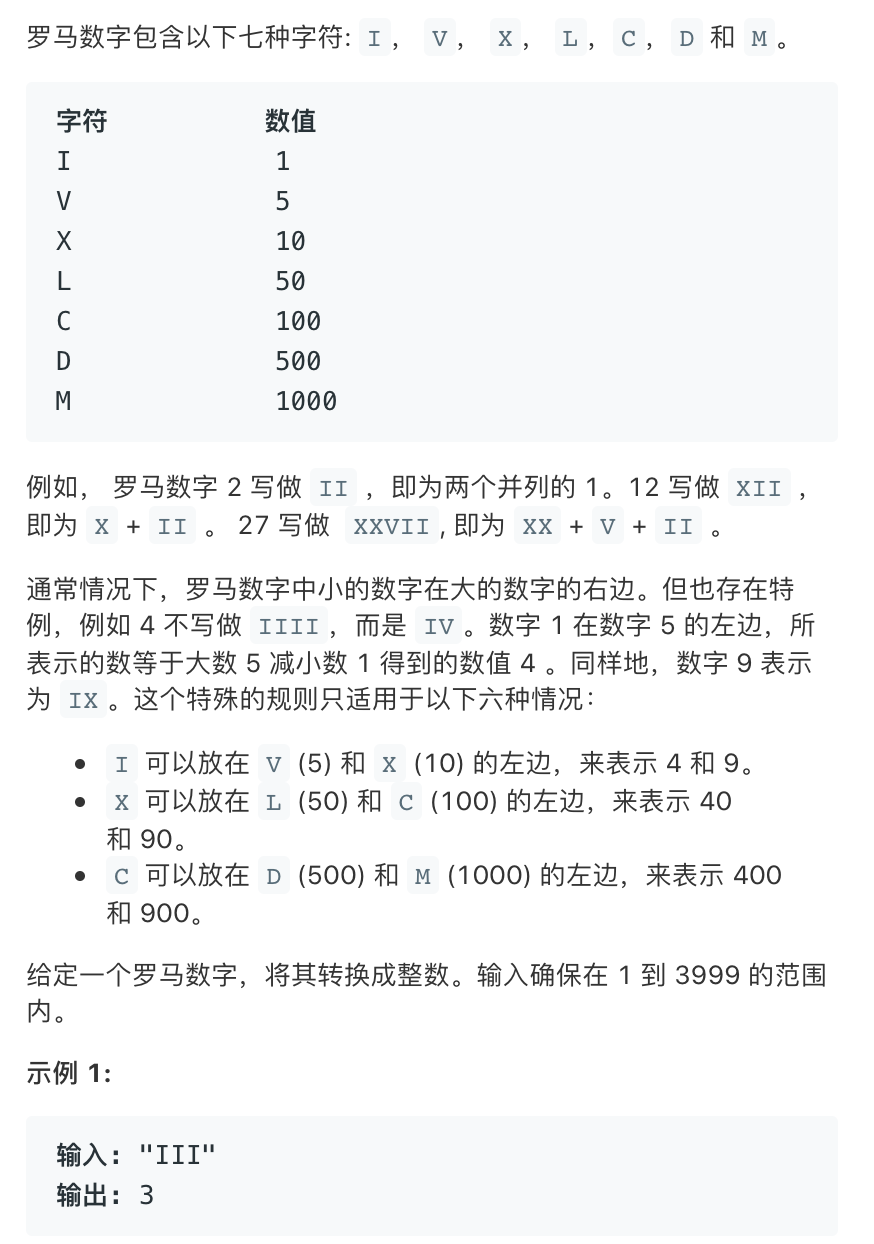 罗马数字包含以下七种字符: I， V， X， L，C，D 和 M。
字符 数值
I 1
V 5
X 10
L 50
C 100
D 500
M 1000
例如， 罗马数字 2 写做 II ，即为两个并列的 1。12 写做 XII ，
即为 X + II 。 27 写做 XXVII, 即为 XX + V + II 。
通常情况下，罗马数字中小的数字在大的数字的右边。但也存在特
例，例如 4 不写做 IIII，而是 IV。数字 1 在数字 5 的左边，所
表示的数等于大数 5 减小数 1 得到的数值 4 。同样地，数字 9 表示
为 IX。这个特殊的规则只适用于以下六种情况：
• I 可以放在 V (5) 和 X (10) 的左边，来表示 4 和 9。
• X 可以放在 L (50) 和 C (100) 的左边，来表示 40
和 90。
• C 可以放在 D (500) 和 M (1000) 的左边，来表示 400
和 900。
给定一个罗马数字，将其转换成整数。输入确保在 1 到 3999 的范围
内。
示例 1:
输入: "III"
输出: 3